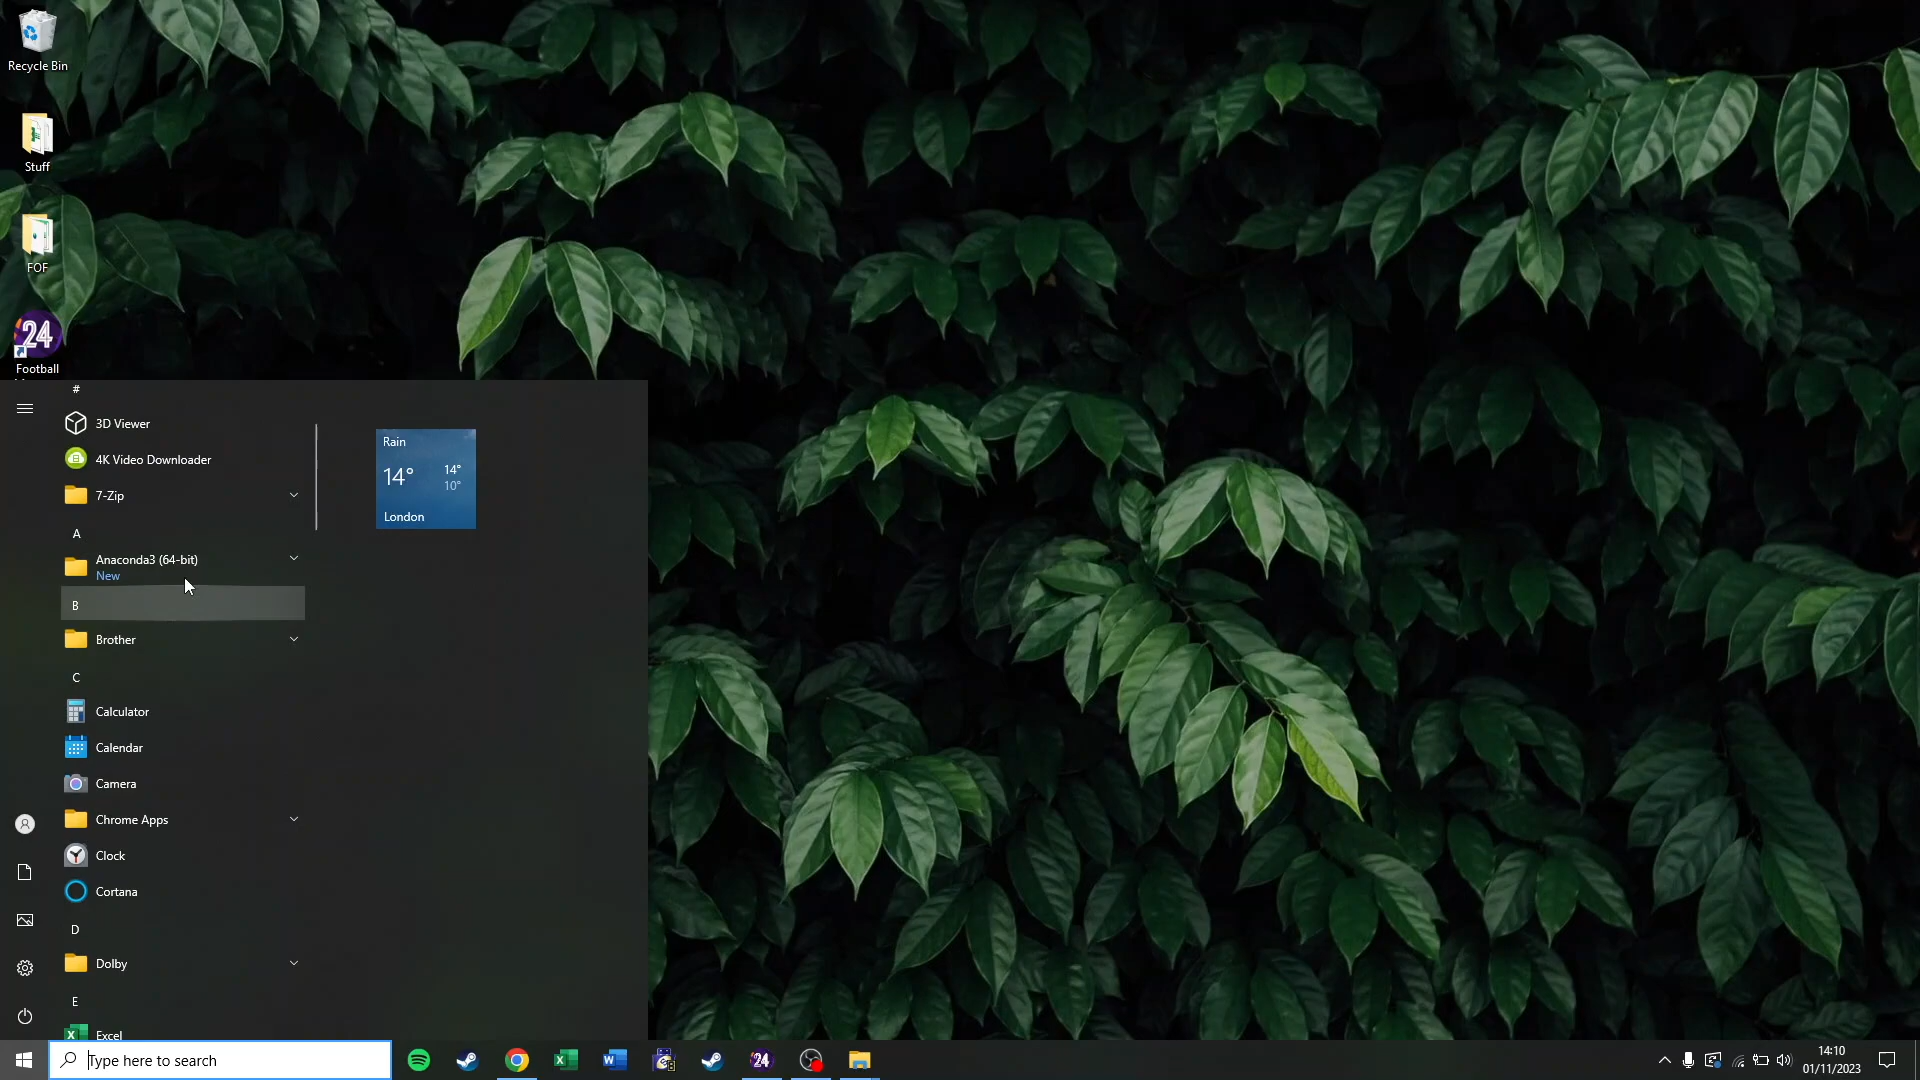 Recycle Bin
Stuff
FOF
24
Football
#
3D Viewer
4K Video Downloader
7-Zip
A
Anaconda3 (64-bit)
New
B
Brother
C
Calculator
Calendar
Camera
Chrome Apps
Clock
Cortana
D
Dolby
E
Excel
Rain
14°
14°
10°
London
Type here to search
24
14:10
01/11/2023